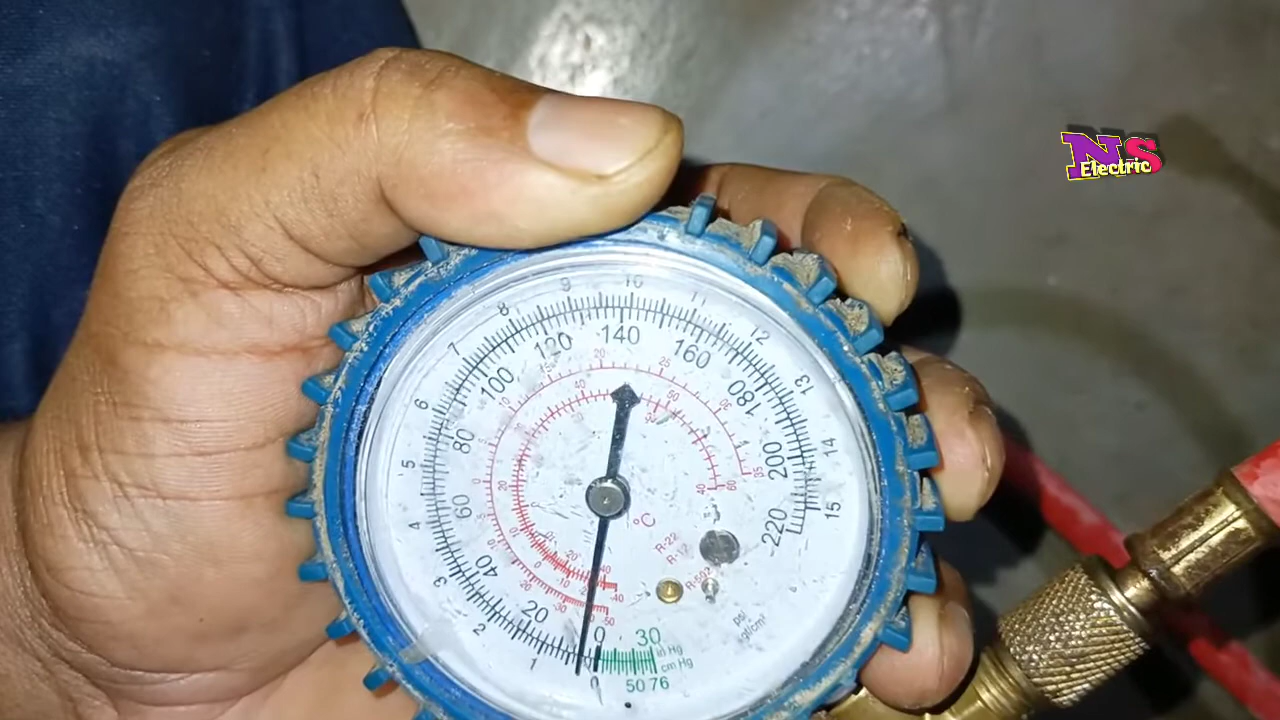 NS
Electric
0 1 2 3 4 5 6 7 8 9 10 11 12 13 14 15
0 20 40 60 80 100 120 140 160 180 200 -220
°C
R-22
R-12
R-502
psi
kgf/cm²
0 30
in Hg
cm Hg
50 76